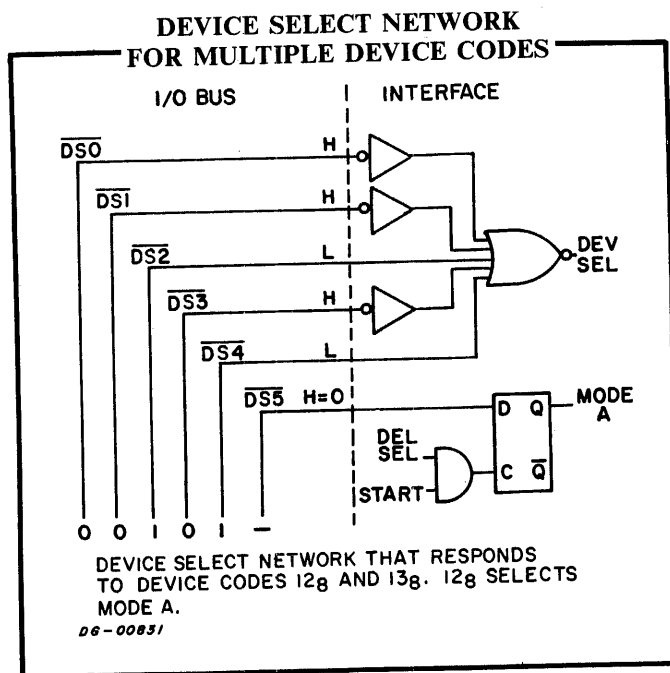 DEVICE SELECT NETWORK
FOR MULTIPLE DEVICE CODES
I/O BUS
INTERFACE
DS0
H
DS1
H
DS2
L
DEV
SEL
DS3
H
DS4
L
DS5
H=0
D
Q
MODE
A
DEL
SEL
START
C
Q
0 0 1 0 1 –
DEVICE SELECT NETWORK THAT RESPONDS
TO DEVICE CODES 12₈ AND 13₈. 12₈ SELECTS
MODE A.
DG-00831